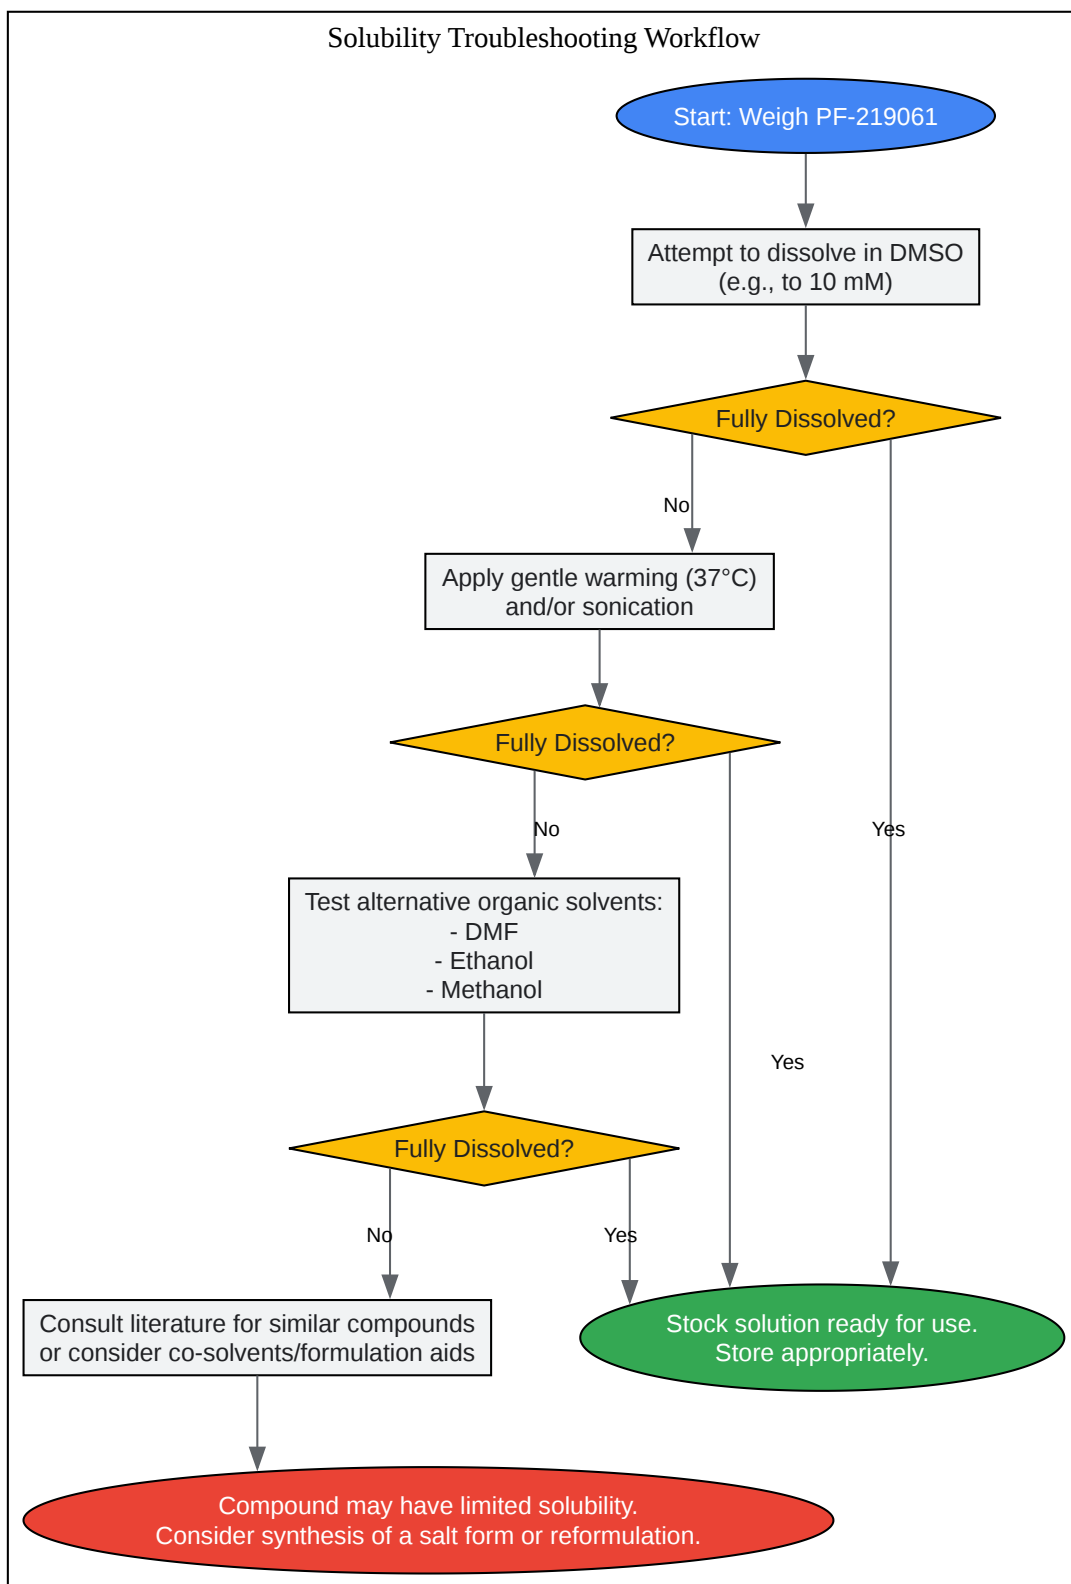 Solubility Troubleshooting Workflow
Start: Weigh PF-219061
Attempt to dissolve in DMSO
(e.g., to 10 mM)
Fully Dissolved?
No
Apply gentle warming (37°C)
and/or sonication
Fully Dissolved?
No
Yes
Test alternative organic solvents:
- DMF
- Ethanol
- Methanol
Yes
Fully Dissolved?
No
Yes
Consult literature for similar compounds
or consider co-solvents/formulation aids
Stock solution ready for use.
Store appropriately.
Compound may have limited solubility.
Consider synthesis of a salt form or reformulation.